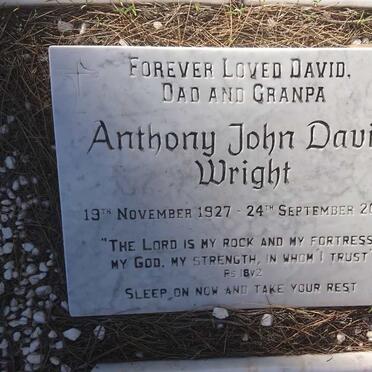 FOREVER LOVED DAVID,
DAD AND GRANPA
Anthony John Davi
Wright
19TH NOVEMBER 1927 - 24TH SEPTEMBER 20
"THE LORD IS MY ROCK AND MY FORTRESS
MY GOD, MY STRENGTH, IN WHOM I TRUST"
PS 18V2
SLEEP ON NOW AND TAKE YOUR REST